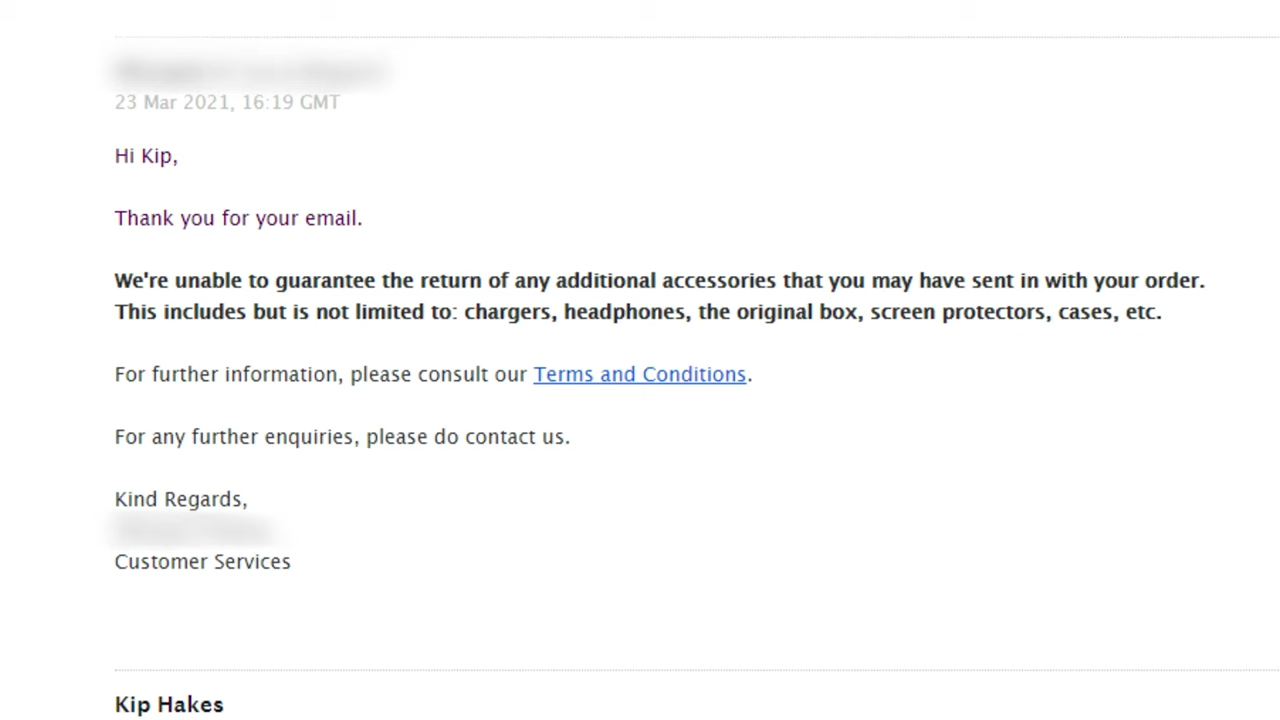 23 Mar 2021, 16:19 GMT
Hi Kip,
Thank you for your email.
We're unable to guarantee the return of any additional accessories that you may have sent in with your order.
This includes but is not limited to: chargers, headphones, the original box, screen protectors, cases, etc.
For further information, please consult our Terms and Conditions.
For any further enquiries, please do contact us.
Kind Regards,
Customer Services
Kip Hakes